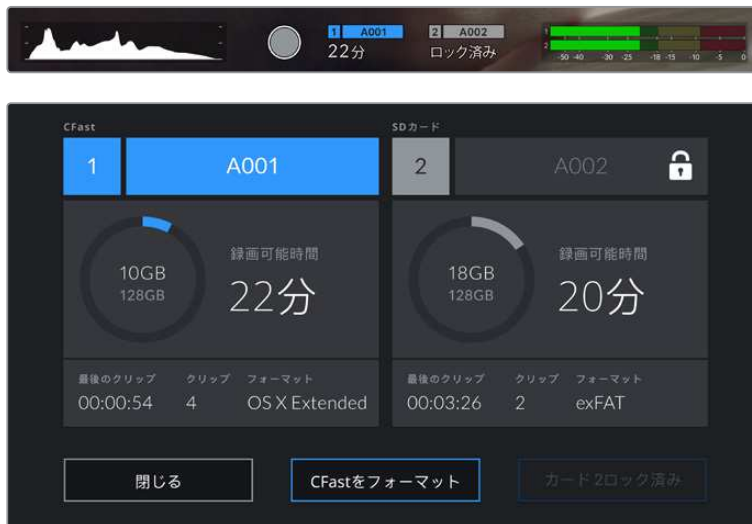 1 A001
22分
2 A002
ロック済み
1
2
-50 -40 -30 -25 -18 -15 -10 -5 0
CFast
1 A001
10GB
128GB
録画可能時間
22分
最後のクリップ クリップ フォーマット
00:00:54 4 OS X Extended
SDカード
2 A002
18GB
128GB
録画可能時間
20分
最後のクリップ クリップ フォーマット
00:03:26 2 exFAT
閉じる
CFastをフォーマット
カード 2ロック済み